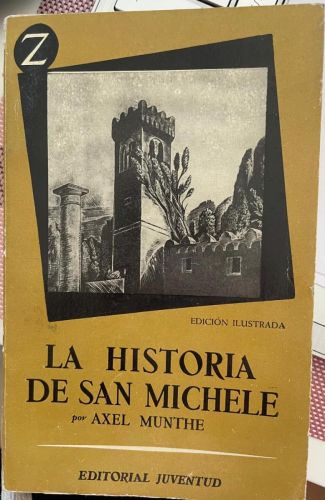 Z
EDICIÓN ILUSTRADA
LA HISTORIA
DE SAN MICHELE
por AXEL MUNTHE
EDITORIAL JUVENTUD